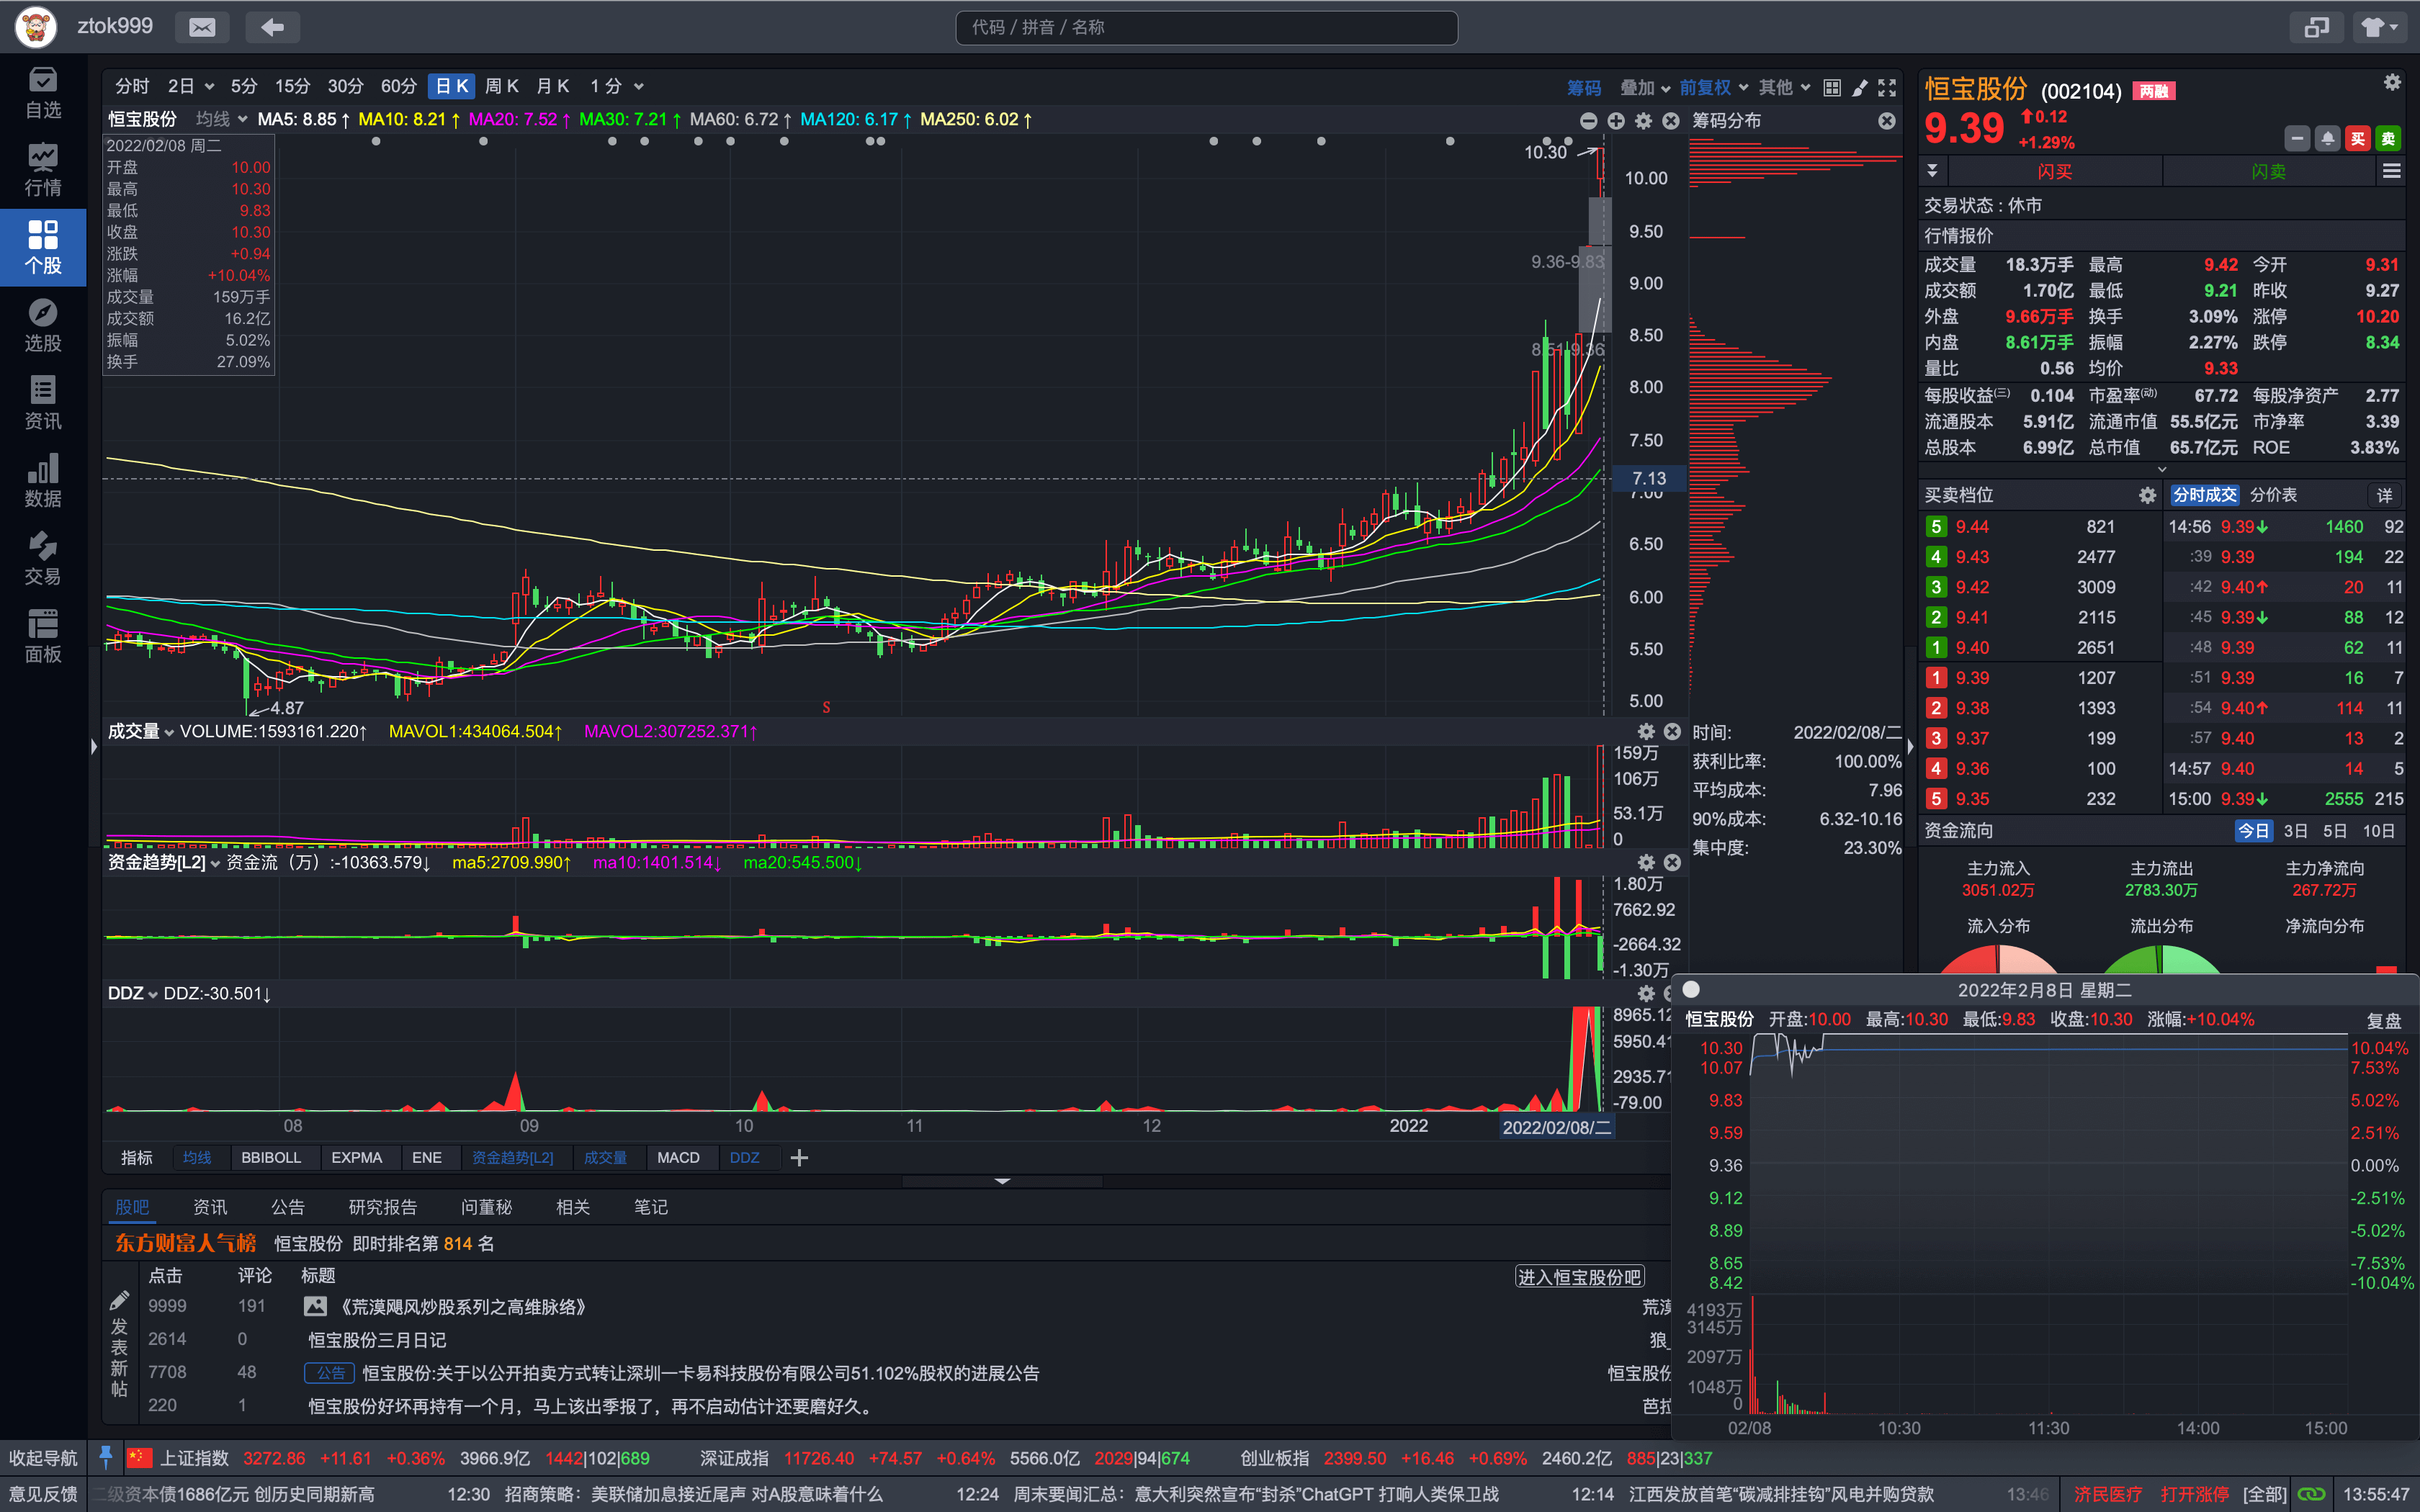 ztok999
代码 / 拼音 / 名称
自选
行情
个股
选股
资讯
数据
交易
面板
分时 2日 5分 15分 30分 60分 日K 周K 月K 1分
筹码 叠加 前复权 其他
恒宝股份 均线 MA5: 8.85↑ MA10: 8.21↑ MA20: 7.52↑ MA30: 7.21↑ MA60: 6.72↑ MA120: 6.17↑ MA250: 6.02↑
2022/02/08 周二
开盘 10.00
最高 10.30
最低 9.83
收盘 10.30
涨跌 +0.94
涨幅 +10.04%
成交量 159万手
成交额 16.2亿
振幅 5.02%
换手 27.09%
10.30
9.36-9.83
8.51-9.36
4.87
S
10.00
9.50
9.00
8.50
8.00
7.50
7.13
7.00
6.50
6.00
5.50
5.00
成交量 VOLUME:1593161.220↑ MAVOL1:434064.504↑ MAVOL2:307252.371↑
159万
106万
53.1万
0
资金趋势[L2] 资金流（万）:-10363.579↓ ma5:2709.990↑ ma10:1401.514↓ ma20:545.500↓
1.80万
7662.92
-2664.32
-1.30万
DDZ DDZ:-30.501↓
8965.12
5950.41
2935.71
-79.00
08 09 10 11 12 2022 2022/02/08/二
指标 均线 BBIBOLL EXPMA ENE 资金趋势[L2] 成交量 MACD DDZ
筹码分布
时间: 2022/02/08/二
获利比率: 100.00%
平均成本: 7.96
90%成本: 6.32-10.16
集中度: 23.30%
股吧 资讯 公告 研究报告 问董秘 相关 笔记
东方财富人气榜 恒宝股份 即时排名第 814 名
点击 评论 标题 进入恒宝股份吧
9999 191 《荒漠飓风炒股系列之高维脉络》 荒漠
2614 0 恒宝股份三月日记 狼_
7708 48 公告 恒宝股份:关于以公开拍卖方式转让深圳一卡易科技股份有限公司51.102%股权的进展公告 恒宝股份
220 1 恒宝股份好坏再持有一个月，马上该出季报了，再不启动估计还要磨好久。 芭拉
发表新帖
恒宝股份 (002104) 两融
9.39 0.12
+1.29%
买 卖
闪买 闪卖
交易状态 : 休市
行情报价
成交量 18.3万手 最高 9.42 今开 9.31
成交额 1.70亿 最低 9.21 昨收 9.27
外盘 9.66万手 换手 3.09% 涨停 10.20
内盘 8.61万手 振幅 2.27% 跌停 8.34
量比 0.56 均价 9.33
每股收益(三) 0.104 市盈率(动) 67.72 每股净资产 2.77
流通股本 5.91亿 流通市值 55.5亿元 市净率 3.39
总股本 6.99亿 总市值 65.7亿元 ROE 3.83%
买卖档位 分时成交 分价表 详
5 9.44 821 14:56 9.39↓ 1460 92
4 9.43 2477 :39 9.39 194 22
3 9.42 3009 :42 9.40↑ 20 11
2 9.41 2115 :45 9.39↓ 88 12
1 9.40 2651 :48 9.39 62 11
1 9.39 1207 :51 9.39 16 7
2 9.38 1393 :54 9.40↑ 114 11
3 9.37 199 :57 9.40 13 2
4 9.36 100 14:57 9.40 14 5
5 9.35 232 15:00 9.39↓ 2555 215
资金流向 今日 3日 5日 10日
主力流入 主力流出 主力净流向
3051.02万 2783.30万 267.72万
流入分布 流出分布 净流向分布
2022年2月8日 星期二
恒宝股份 开盘:10.00 最高:10.30 最低:9.83 收盘:10.30 涨幅:+10.04% 复盘
10.30 10.04%
10.07 7.53%
9.83 5.02%
9.59 2.51%
9.36 0.00%
9.12 -2.51%
8.89 -5.02%
8.65 -7.53%
8.42 -10.04%
4193万
3145万
2097万
1048万
0
02/08 10:30 11:30 14:00 15:00
收起导航 上证指数 3272.86 +11.61 +0.36% 3966.9亿 1442|102|689 深证成指 11726.40 +74.57 +0.64% 5566.0亿 2029|94|674 创业板指 2399.50 +16.46 +0.69% 2460.2亿 885|23|337
意见反馈 二级资本债1686亿元 创历史同期新高 12:30 招商策略：美联储加息接近尾声 对A股意味着什么 12:24 周末要闻汇总：意大利突然宣布“封杀”ChatGPT 打响人类保卫战 12:14 江西发放首笔“碳减排挂钩”风电并购贷款 13:46 济民医疗 打开涨停 [全部] 13:55:47